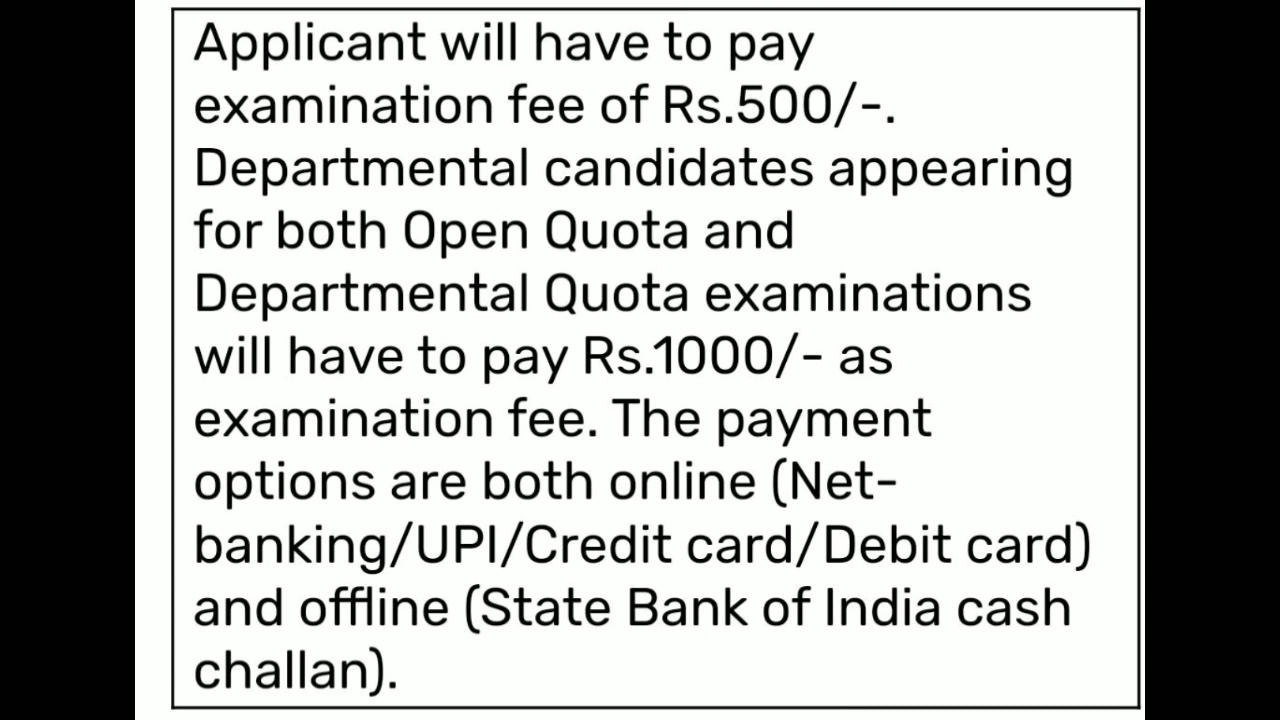 Applicant will have to pay
examination fee of Rs.500/-.
Departmental candidates appearing
for both Open Quota and
Departmental Quota examinations
will have to pay Rs.1000/- as
examination fee. The payment
options are both online (Net-
banking/UPI/Credit card/Debit card)
and offline (State Bank of India cash
challan).